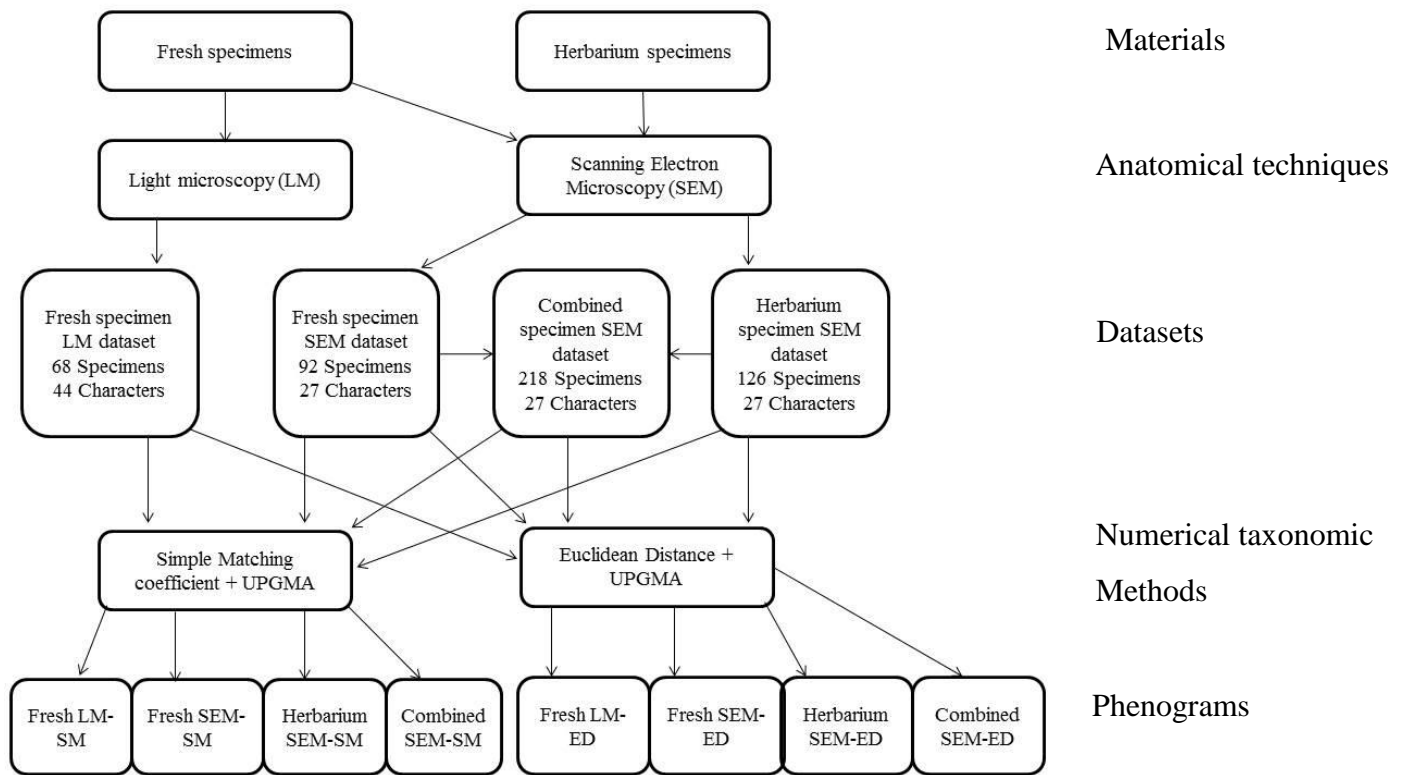 Fresh specimens
Herbarium specimens
Materials
Light microscopy (LM)
Scanning Electron
Microscopy (SEM)
Anatomical techniques
Fresh specimen
LM dataset
68 Specimens
44 Characters
Fresh specimen
SEM dataset
92 Specimens
27 Characters
Combined
specimen SEM
dataset
218 Specimens
27 Characters
Herbarium
specimen SEM
dataset
126 Specimens
27 Characters
Datasets
Simple Matching
coefficient + UPGMA
Euclidean Distance +
UPGMA
Numerical taxonomic
Methods
Fresh LM-
SM
Fresh SEM-
SM
Herbarium
SEM-SM
Combined
SEM-SM
Fresh LM-
ED
Fresh SEM-
ED
Herbarium
SEM-ED
Combined
SEM-ED
Phenograms